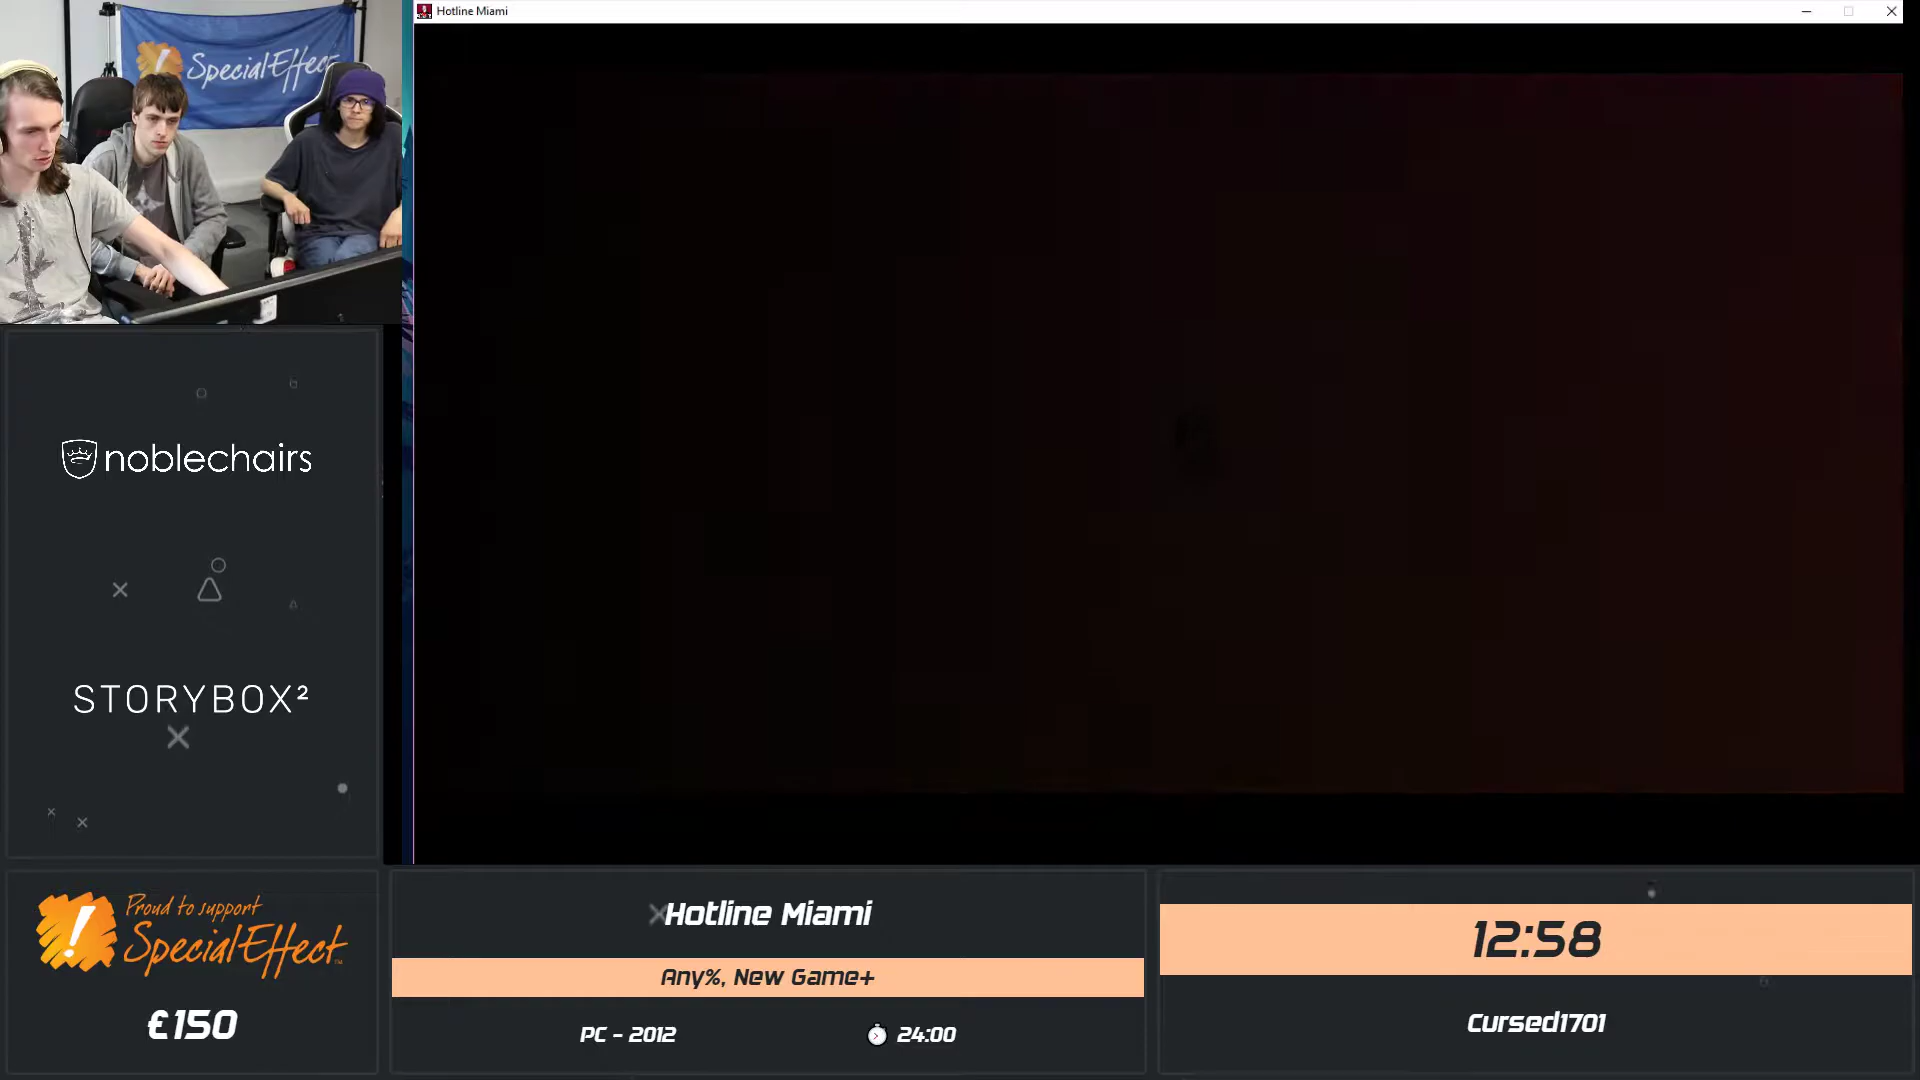 Hotline Miami
SpecialEffect
noblechairs
STORYBOX²
Proud to support
SpecialEffect™
£150
Hotline Miami
Any%, New Game+
PC - 2012
24:00
12:58
Cursed1701